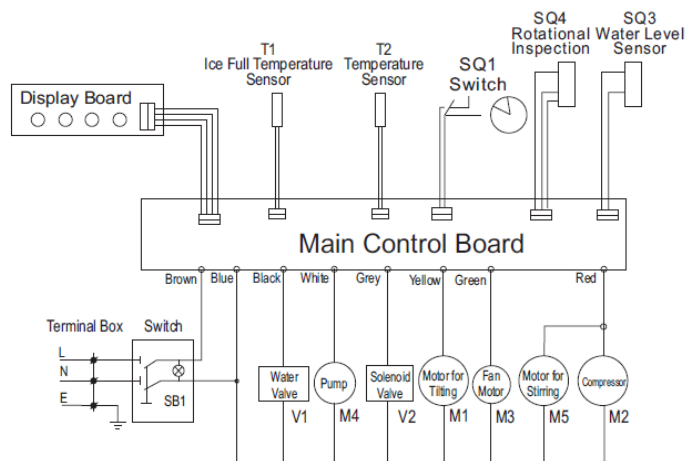 SQ4
Rotational
Inspection
SQ3
Water Level
Sensor
T1
Ice Full Temperature
Sensor
T2
Temperature
Sensor
SQ1
Switch
Display Board
Main Control Board
Brown
Blue
Black
White
Grey
Yellow
Green
Red
Terminal Box
Switch
L
N
E
SB1
Water
Valve
V1
Pump
M4
Solenoid
Valve
V2
Motor for
Tilting
M1
Fan
Motor
M3
Motor for
Stirring
M5
Compressor
M2